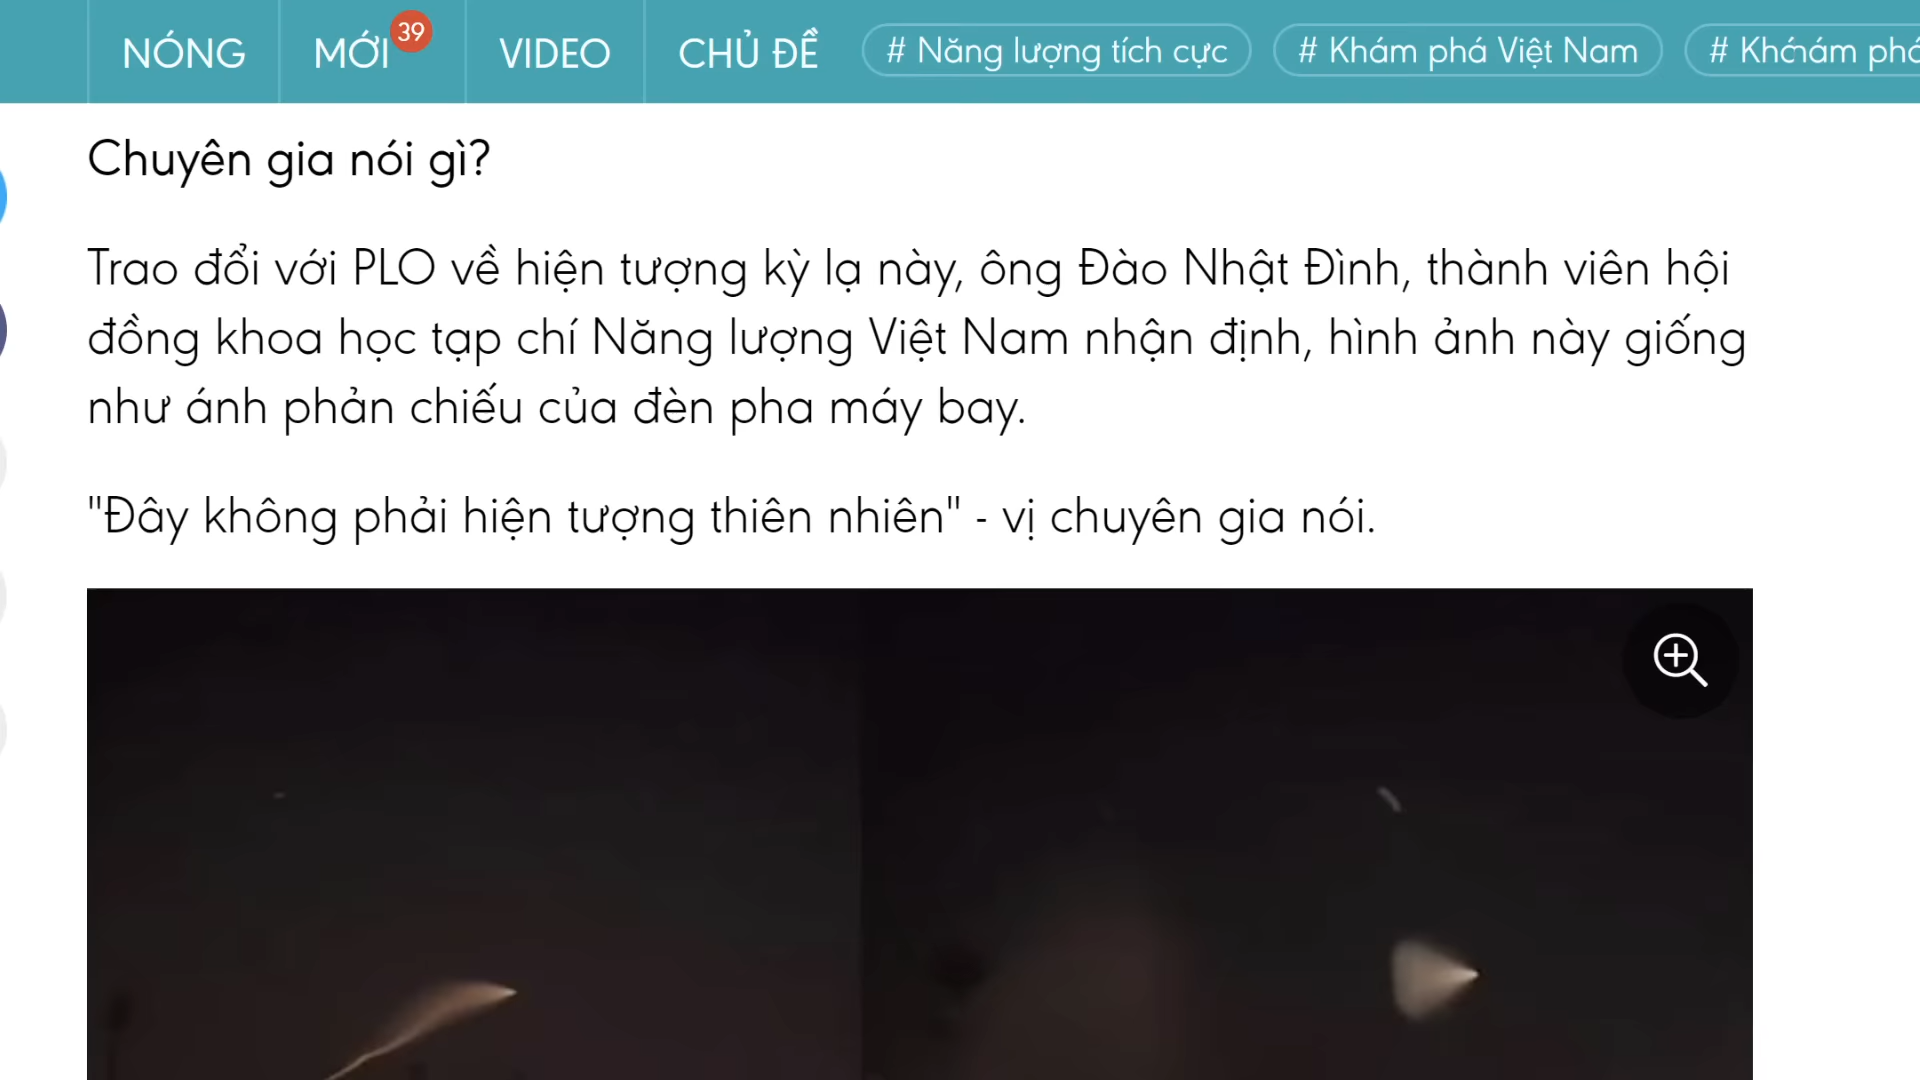 NÓNG MỚI 39 VIDEO CHỦ ĐỀ # Năng lượng tích cực # Khám phá Việt Nam
Chuyên gia nói gì?
Trao đổi với PLO về hiện tượng kỳ lạ này, ông Đào Nhật Đình, thành viên hội
đồng khoa học tạp chí Năng lượng Việt Nam nhận định, hình ảnh này giống
như ánh phản chiếu của đèn pha máy bay.
"Đây không phải hiện tượng thiên nhiên" - vị chuyên gia nói.